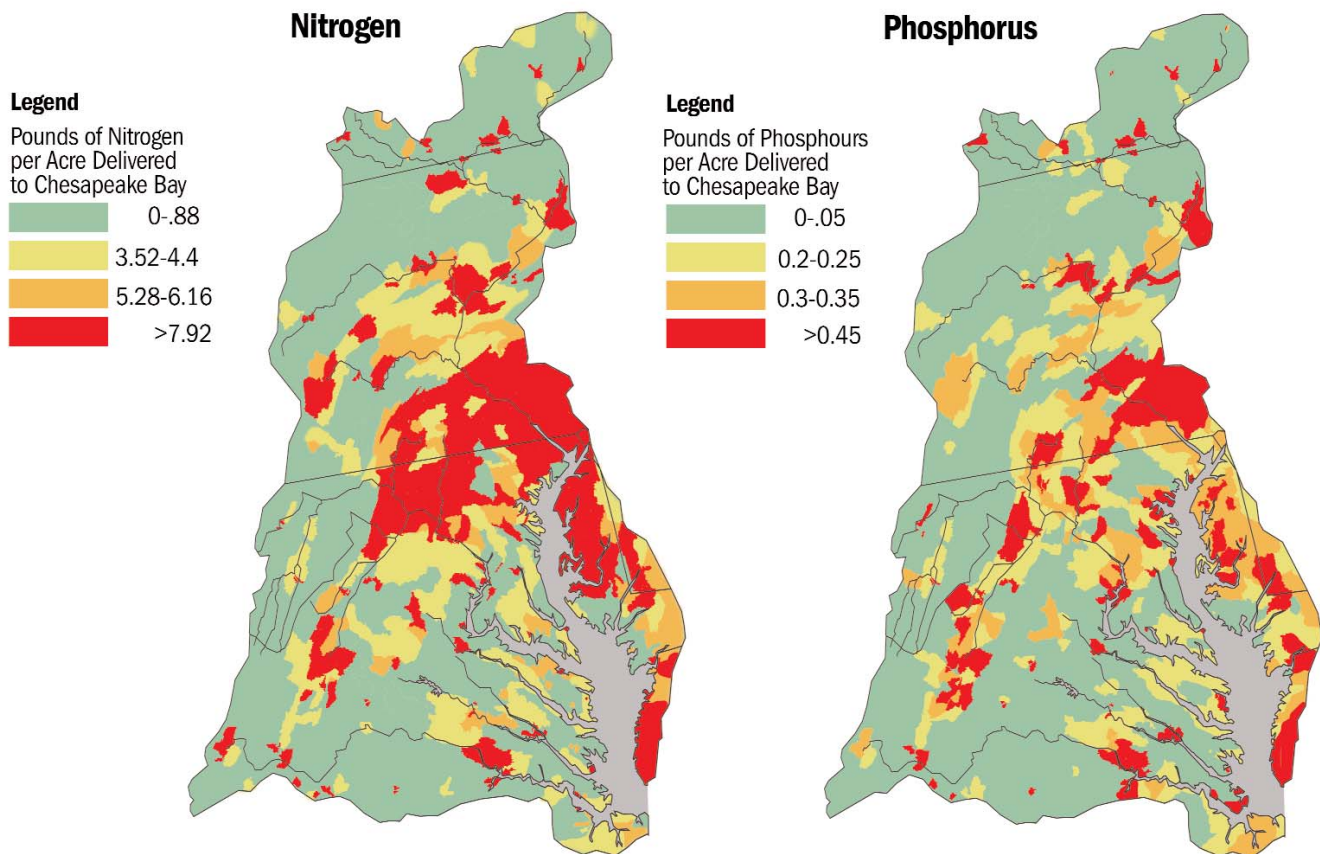 Nitrogen
Legend
Pounds of Nitrogen
per Acre Delivered
to Chesapeake Bay
0-.88
3.52-4.4
5.28-6.16
>7.92
Phosphorus
Legend
Pounds of Phosphours
per Acre Delivered
to Chesapeake Bay
0-.05
0.2-0.25
0.3-0.35
>0.45